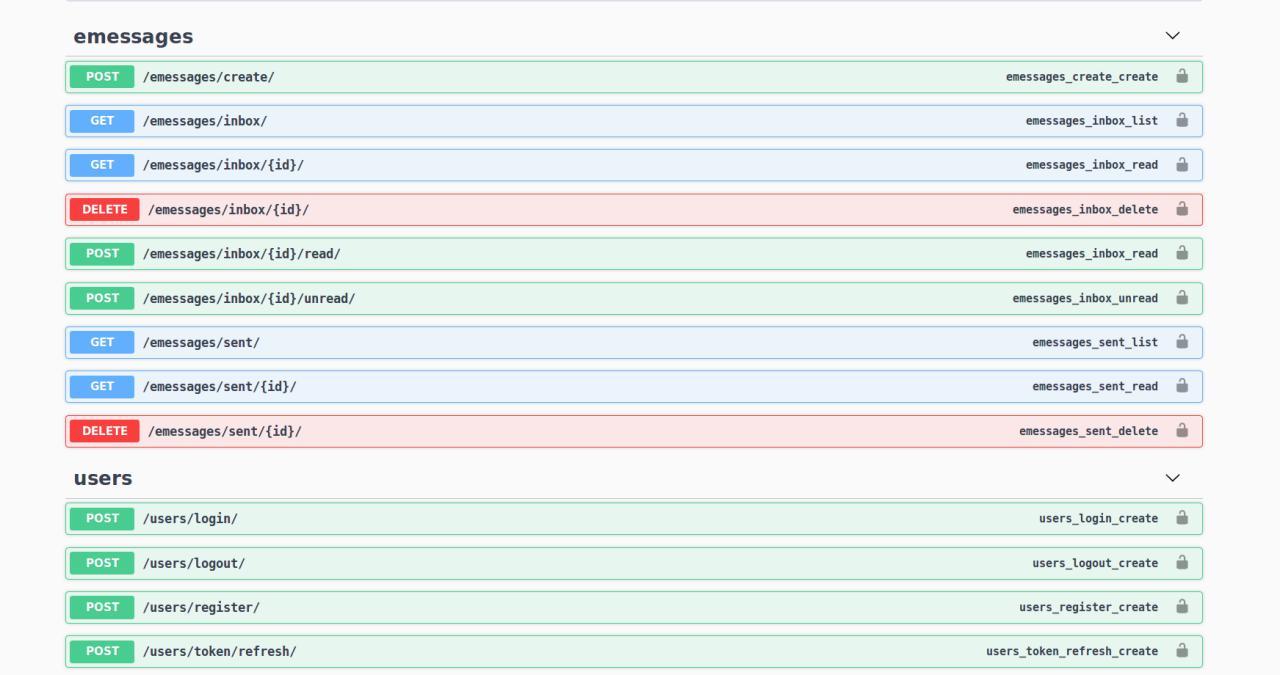 emessages
POST /emessages/create/ emessages_create_create
GET /emessages/inbox/ emessages_inbox_list
GET /emessages/inbox/{id}/ emessages_inbox_read
DELETE /emessages/inbox/{id}/ emessages_inbox_delete
POST /emessages/inbox/{id}/read/ emessages_inbox_read
POST /emessages/inbox/{id}/unread/ emessages_inbox_unread
GET /emessages/sent/ emessages_sent_list
GET /emessages/sent/{id}/ emessages_sent_read
DELETE /emessages/sent/{id}/ emessages_sent_delete
users
POST /users/login/ users_login_create
POST /users/logout/ users_logout_create
POST /users/register/ users_register_create
POST /users/token/refresh/ users_token_refresh_create